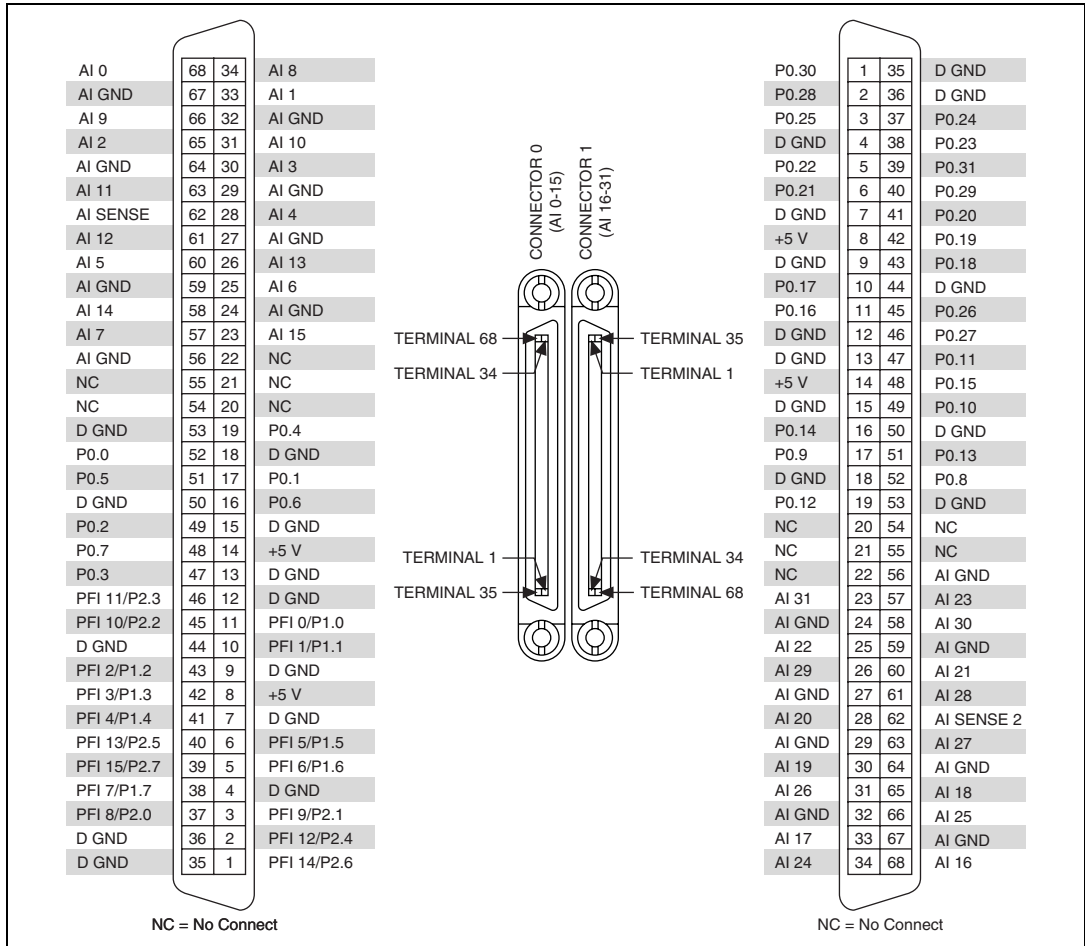 AI 0 68 34 AI 8
AI GND 67 33 AI 1
AI 9 66 32 AI GND
AI 2 65 31 AI 10
AI GND 64 30 AI 3
AI 11 63 29 AI GND
AI SENSE 62 28 AI 4
AI 12 61 27 AI GND
AI 5 60 26 AI 13
AI GND 59 25 AI 6
AI 14 58 24 AI GND
AI 7 57 23 AI 15
AI GND 56 22 NC
NC 55 21 NC
NC 54 20 NC
D GND 53 19 P0.4
P0.0 52 18 D GND
P0.5 51 17 P0.1
D GND 50 16 P0.6
P0.2 49 15 D GND
P0.7 48 14 +5 V
P0.3 47 13 D GND
PFI 11/P2.3 46 12 D GND
PFI 10/P2.2 45 11 PFI 0/P1.0
D GND 44 10 PFI 1/P1.1
PFI 2/P1.2 43 9 D GND
PFI 3/P1.3 42 8 +5 V
PFI 4/P1.4 41 7 D GND
PFI 13/P2.5 40 6 PFI 5/P1.5
PFI 15/P2.7 39 5 PFI 6/P1.6
PFI 7/P1.7 38 4 D GND
PFI 8/P2.0 37 3 PFI 9/P2.1
D GND 36 2 PFI 12/P2.4
D GND 35 1 PFI 14/P2.6
NC = No Connect
CONNECTOR 0
(AI 0-15)
CONNECTOR 1
(AI 16-31)
TERMINAL 68
TERMINAL 35
TERMINAL 34
TERMINAL 1
TERMINAL 1
TERMINAL 34
TERMINAL 35
TERMINAL 68
P0.30 1 35 D GND
P0.28 2 36 D GND
P0.25 3 37 P0.24
D GND 4 38 P0.23
P0.22 5 39 P0.31
P0.21 6 40 P0.29
D GND 7 41 P0.20
+5 V 8 42 P0.19
D GND 9 43 P0.18
P0.17 10 44 D GND
P0.16 11 45 P0.26
D GND 12 46 P0.27
D GND 13 47 P0.11
+5 V 14 48 P0.15
D GND 15 49 P0.10
P0.14 16 50 D GND
P0.9 17 51 P0.13
D GND 18 52 P0.8
P0.12 19 53 D GND
NC 20 54 NC
NC 21 55 NC
NC 22 56 AI GND
AI 31 23 57 AI 23
AI GND 24 58 AI 30
AI 22 25 59 AI GND
AI 29 26 60 AI 21
AI GND 27 61 AI 28
AI 20 28 62 AI SENSE 2
AI GND 29 63 AI 27
AI 19 30 64 AI GND
AI 26 31 65 AI 18
AI GND 32 66 AI 25
AI 17 33 67 AI GND
AI 24 34 68 AI 16
NC = No Connect